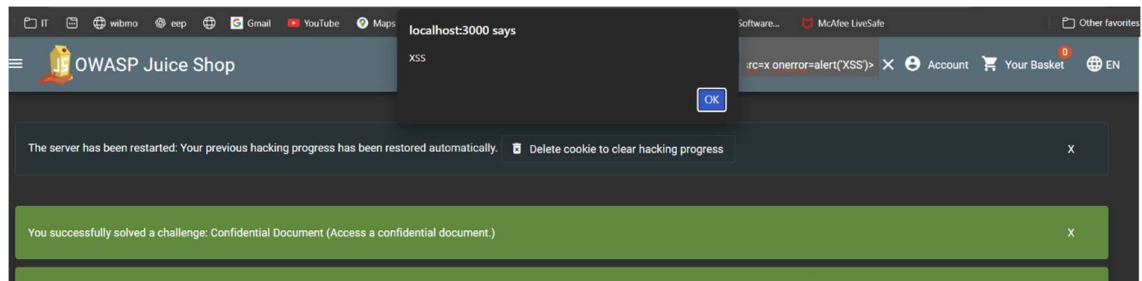 IT wibmo eep Gmail YouTube Maps Software... McAfee LiveSafe Other favorites
localhost:3000 says
XSS
OK
OWASP Juice Shop rc=x onerror=alert('XSS')> Account Your Basket 0 EN
The server has been restarted: Your previous hacking progress has been restored automatically. Delete cookie to clear hacking progress X
You successfully solved a challenge: Confidential Document (Access a confidential document.) X